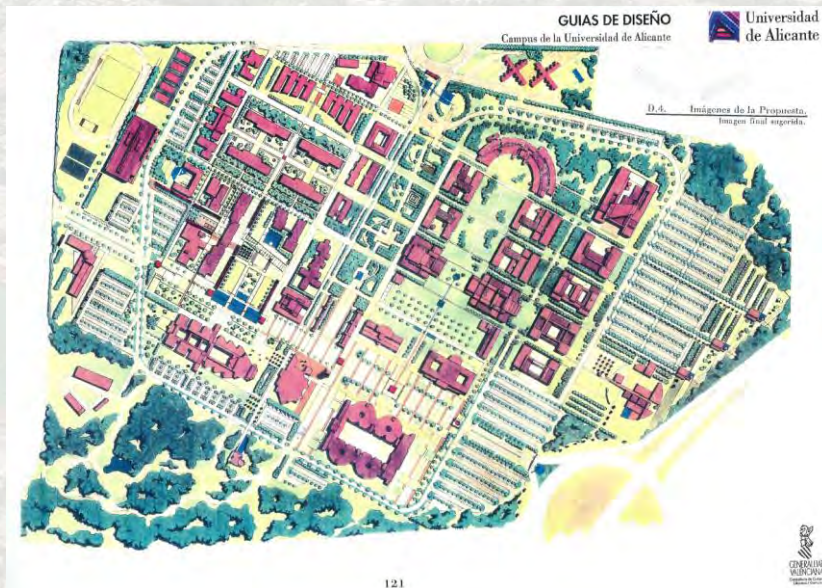 GUIAS DE DISEÑO
Campus de la Universidad de Alicante
Universidad
de Alicante
D.4. Imágenes de la Propuesta.
Imagen final sugerida.
GENERALITAT
VALENCIANA
121